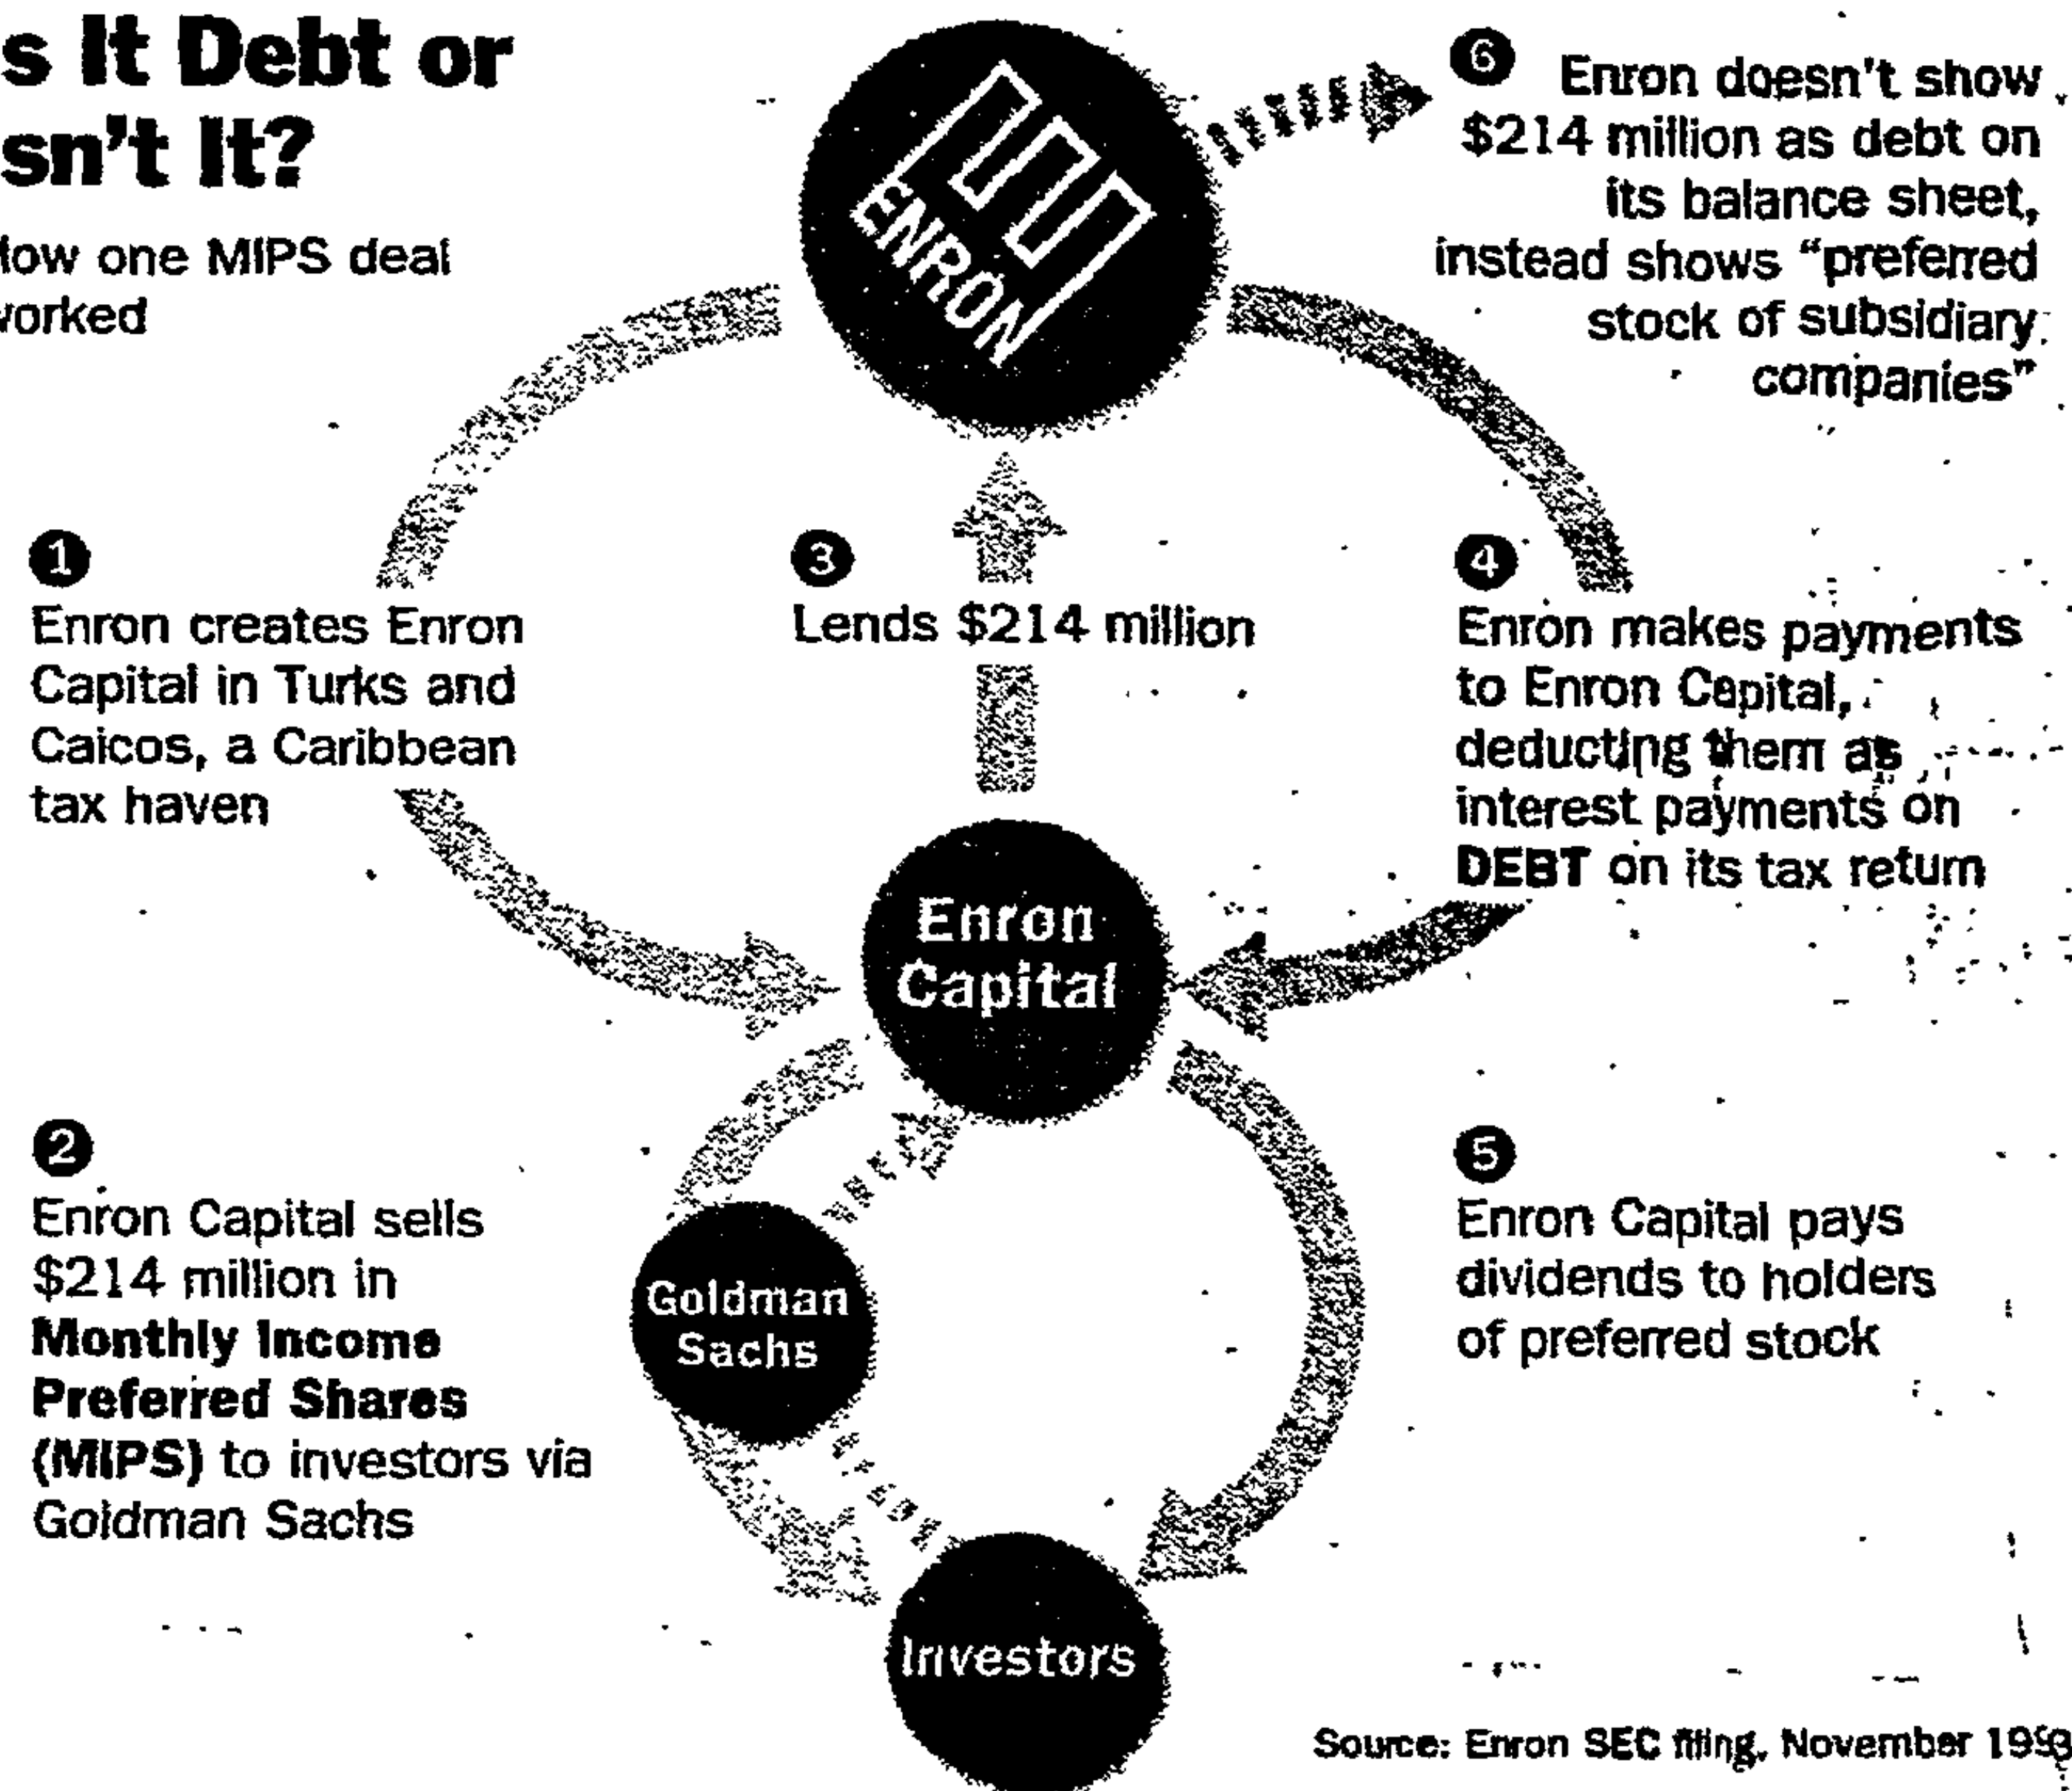 s It Debt or
sn't It?
low one MIPS deal
vorked
ENRON
6
Enron doesn't show
$214 million as debt on
its balance sheet,
instead shows “preferred
stock of subsidiary
companies”
1
Enron creates Enron
Capital in Turks and
Caicos, a Caribbean
tax haven
3
Lends $214 million
4
Enron makes payments
to Enron Capital,
deducting them as
interest payments on
DEBT on its tax return
Enron
Capital
2
Enron Capital sells
$214 million in
Monthly Income
Preferred Shares
(MIPS) to investors via
Goldman Sachs
Goldman
Sachs
5
Enron Capital pays
dividends to holders
of preferred stock
Investors
Source: Enron SEC filing, November